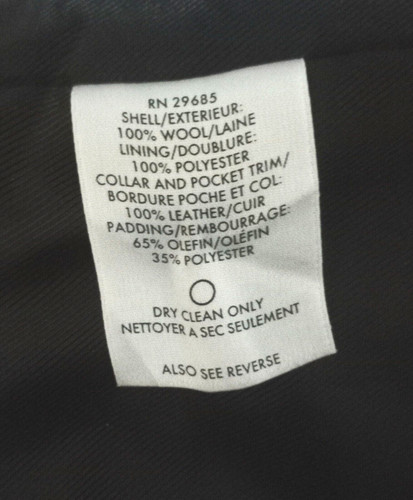 RN 29685
SHELL/EXTERIEUR:
100% WOOL/LAINE
LINING/DOUBLURE:
100% POLYESTER
COLLAR AND POCKET TRIM/
BORDURE POCHE ET COL:
100% LEATHER/CUIR
PADDING/REMBOURRAGE:
65% OLEFIN/OLÉFIN
35% POLYESTER
DRY CLEAN ONLY
NETTOYER A SEC SEULEMENT
ALSO SEE REVERSE